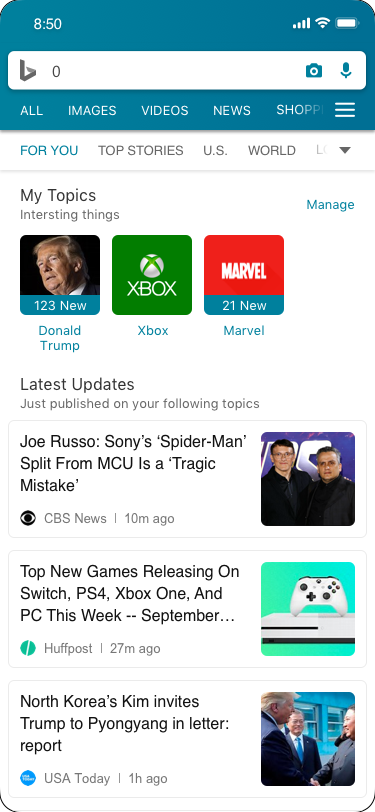 8:50
0
ALL IMAGES VIDEOS NEWS SHOPP
FOR YOU TOP STORIES U.S. WORLD L
My Topics
Intersting things
Manage
XBOX
MARVEL
123 New
21 New
Donald
Trump
Xbox
Marvel
Latest Updates
Just published on your following topics
Joe Russo: Sony's ‘Spider-Man’
Split From MCU Is a ‘Tragic
Mistake’
CBS News | 10m ago
Top New Games Releasing On
Switch, PS4, Xbox One, And
PC This Week -- September...
Huffpost | 27m ago
North Korea's Kim invites
Trump to Pyongyang in letter:
report
USA Today | 1h ago